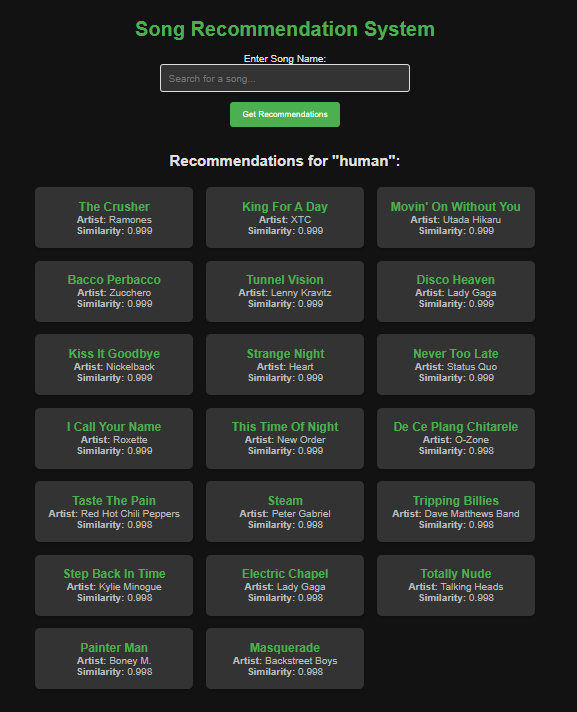 Song Recommendation System
Enter Song Name:
Search for a song...
Get Recommendations
Recommendations for "human":
The Crusher
Artist: Ramones
Similarity: 0.999
King For A Day
Artist: XTC
Similarity: 0.999
Movin' On Without You
Artist: Utada Hikaru
Similarity: 0.999
Bacco Perbacco
Artist: Zucchero
Similarity: 0.999
Tunnel Vision
Artist: Lenny Kravitz
Similarity: 0.999
Disco Heaven
Artist: Lady Gaga
Similarity: 0.999
Kiss It Goodbye
Artist: Nickelback
Similarity: 0.999
Strange Night
Artist: Heart
Similarity: 0.999
Never Too Late
Artist: Status Quo
Similarity: 0.999
I Call Your Name
Artist: Roxette
Similarity: 0.999
This Time Of Night
Artist: New Order
Similarity: 0.999
De Ce Plang Chitarele
Artist: O-Zone
Similarity: 0.998
Taste The Pain
Artist: Red Hot Chili Peppers
Similarity: 0.998
Steam
Artist: Peter Gabriel
Similarity: 0.998
Tripping Billies
Artist: Dave Matthews Band
Similarity: 0.998
Step Back In Time
Artist: Kylie Minogue
Similarity: 0.998
Electric Chapel
Artist: Lady Gaga
Similarity: 0.998
Totally Nude
Artist: Talking Heads
Similarity: 0.998
Painter Man
Artist: Boney M.
Similarity: 0.998
Masquerade
Artist: Backstreet Boys
Similarity: 0.998